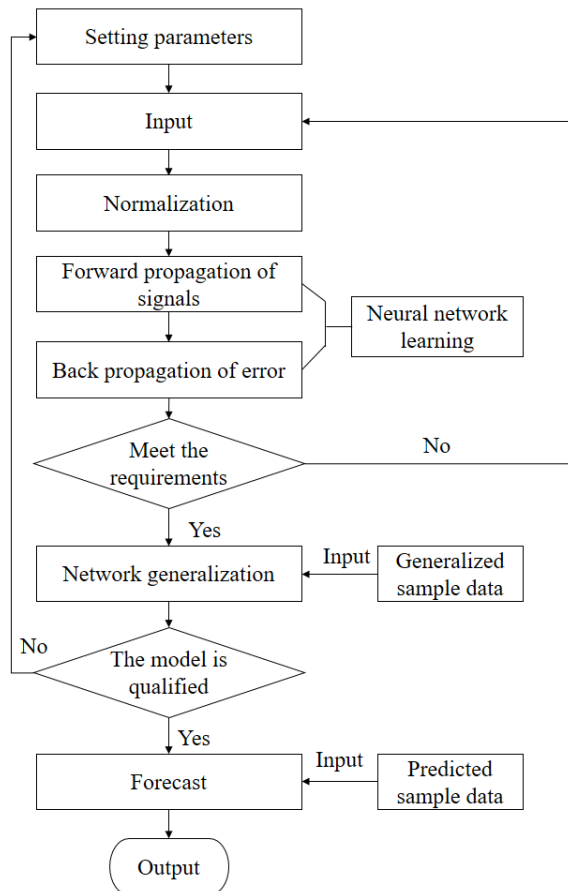 Setting parameters
Input
Normalization
Forward propagation of
signals
Neural network
learning
Back propagation of error
Meet the
requirements
No
Yes
Network generalization
Input
Generalized
sample data
No
The model is
qualified
Yes
Forecast
Input
Predicted
sample data
Output